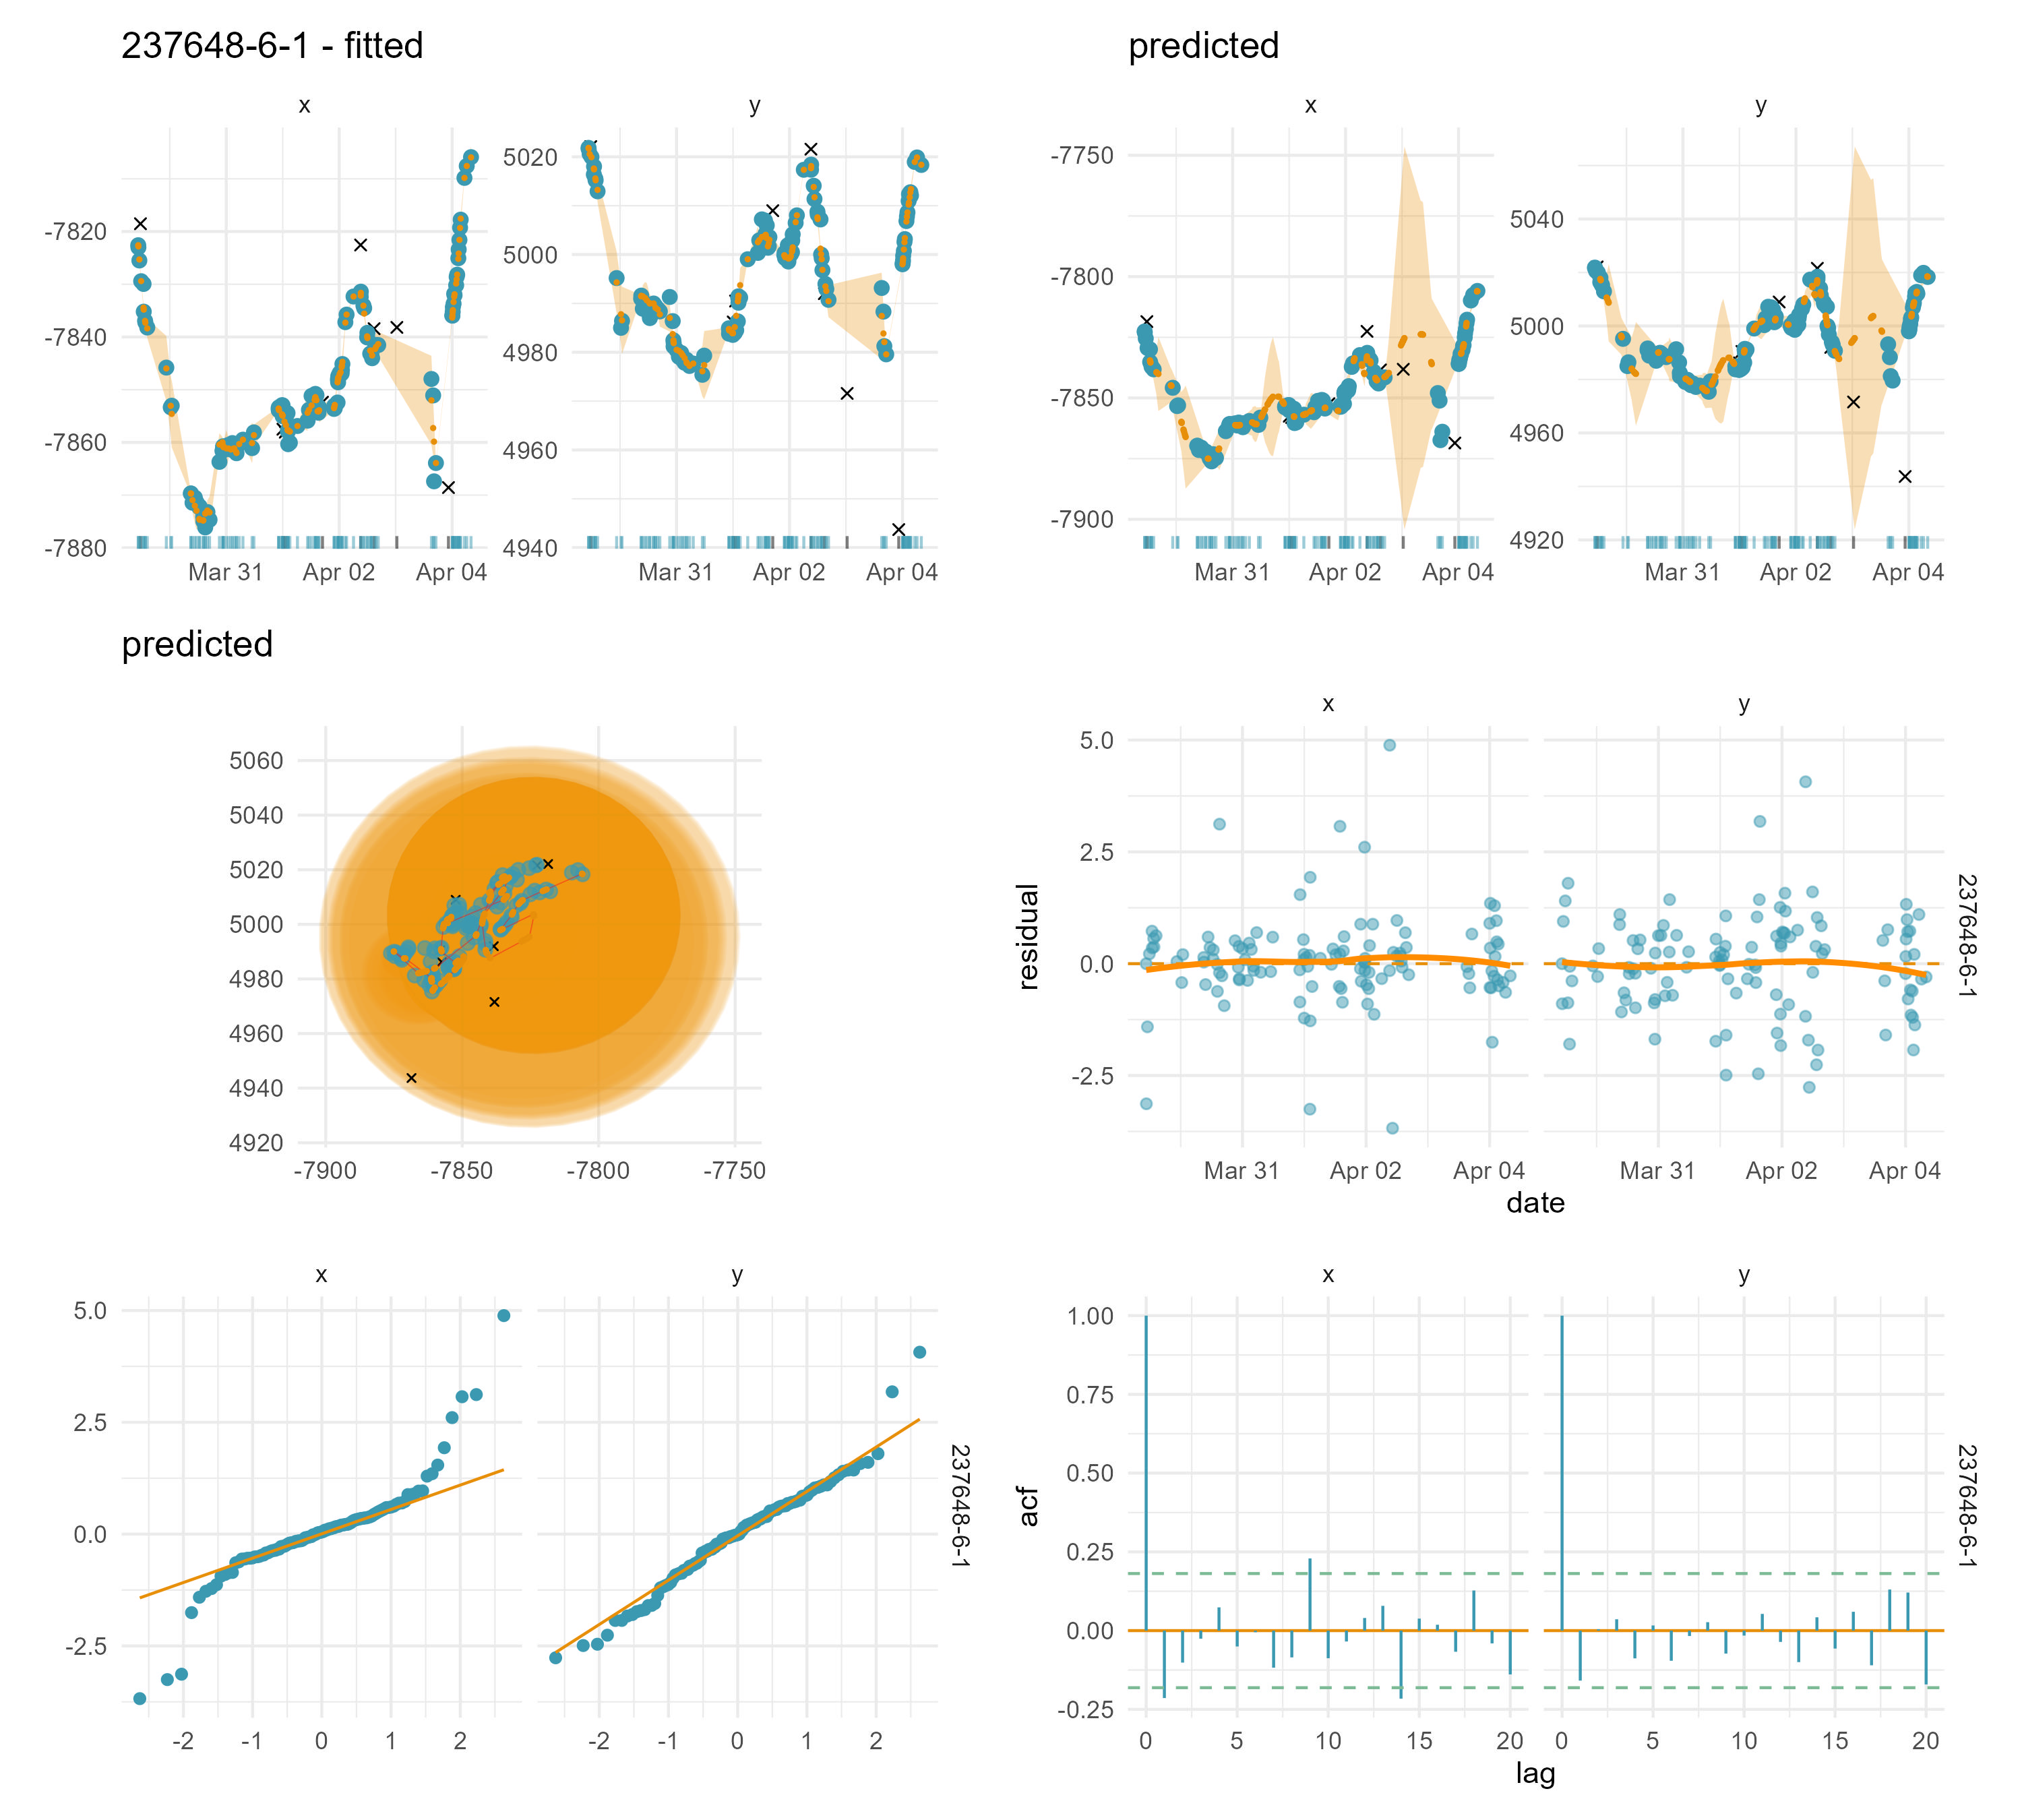 237648-6-1 - fitted
predicted
x
y
x
y
-7820
-7840
-7860
-7880
5020
5000
4980
4960
4940
-7750
-7800
-7850
-7900
5040
5000
4960
4920
Mar 31
Apr 02
Apr 04
Mar 31
Apr 02
Apr 04
Mar 31
Apr 02
Apr 04
Mar 31
Apr 02
Apr 04
predicted
5060
5040
5020
5000
4980
4960
4940
4920
-7900
-7850
-7800
-7750
x
y
residual
5.0
2.5
0.0
-2.5
237648-6-1
Mar 31
Apr 02
Apr 04
Mar 31
Apr 02
Apr 04
date
x
y
5.0
2.5
0.0
-2.5
237648-6-1
-2
-1
0
1
2
-2
-1
0
1
2
x
y
acf
1.00
0.75
0.50
0.25
0.00
-0.25
237648-6-1
0
5
10
15
20
0
5
10
15
20
lag